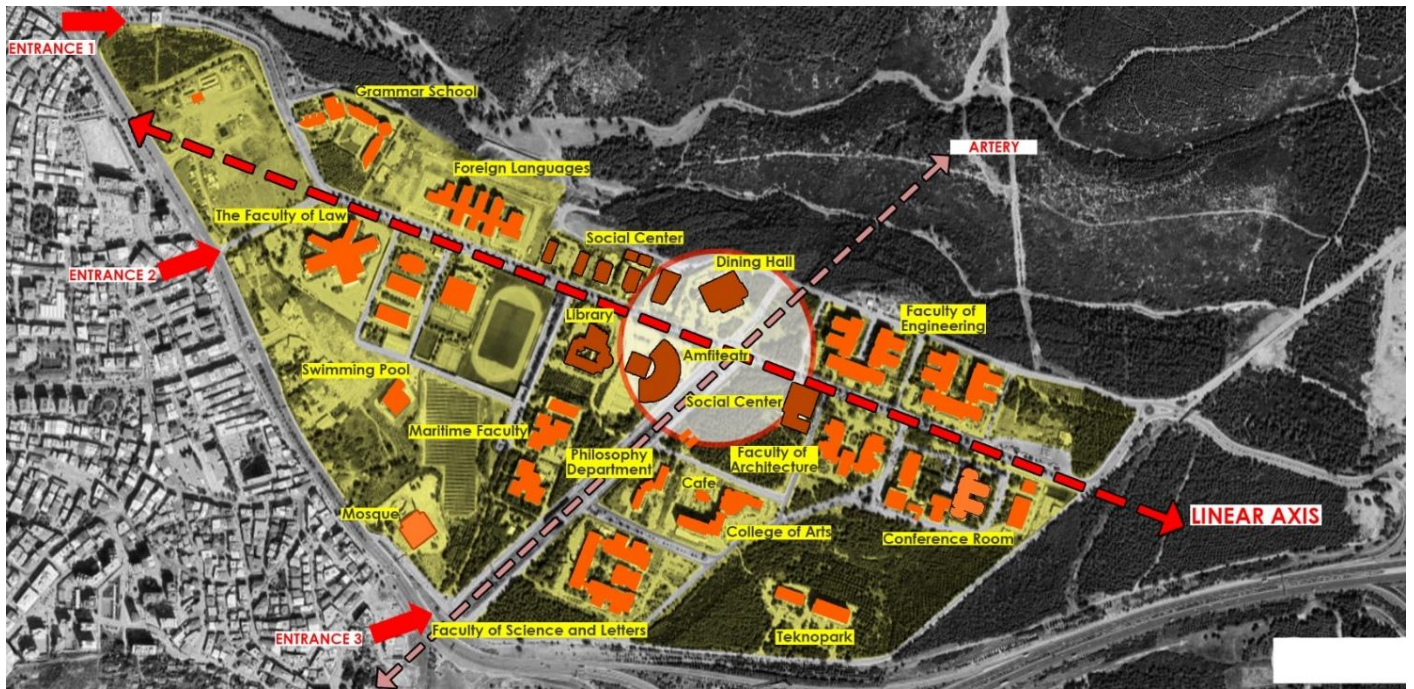 ENTRANCE 1
Grammar School
ARTERY
Foreign Languages
The Faculty of Law
Social Center
ENTRANCE 2
Dining Hall
Library
Faculty of
Engineering
Amfiteatr
Swimming Pool
Social Center
Maritime Faculty
Philosophy
Department
Faculty of
Architecture
Cafe
Mosque
LINEAR AXIS
College of Arts
Conference Room
ENTRANCE 3
Faculty of Science and Letters
Teknopark